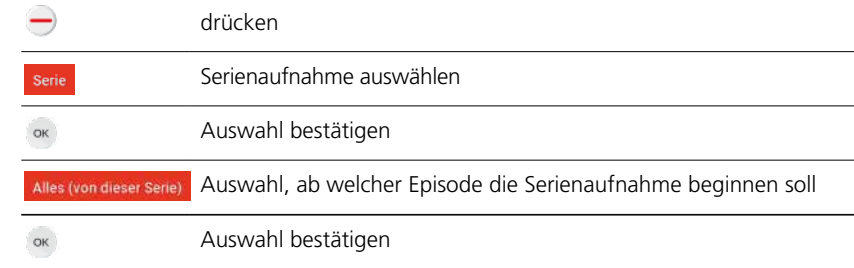 drücken
Serie Serienaufnahme auswählen
OK Auswahl bestätigen
Alles (von dieser Serie) Auswahl, ab welcher Episode die Serienaufnahme beginnen soll
OK Auswahl bestätigen